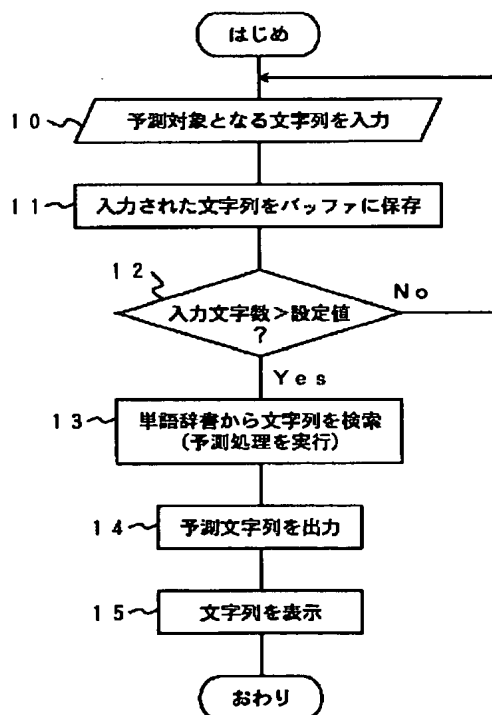 はじめ
10
予測対象となる文字列を入力
11
入力された文字列をバッファに保存
12
入力文字数>設定値
?
No
Yes
13
単語辞書から文字列を検索
(予測処理を実行)
14
予測文字列を出力
15
文字列を表示
おわり